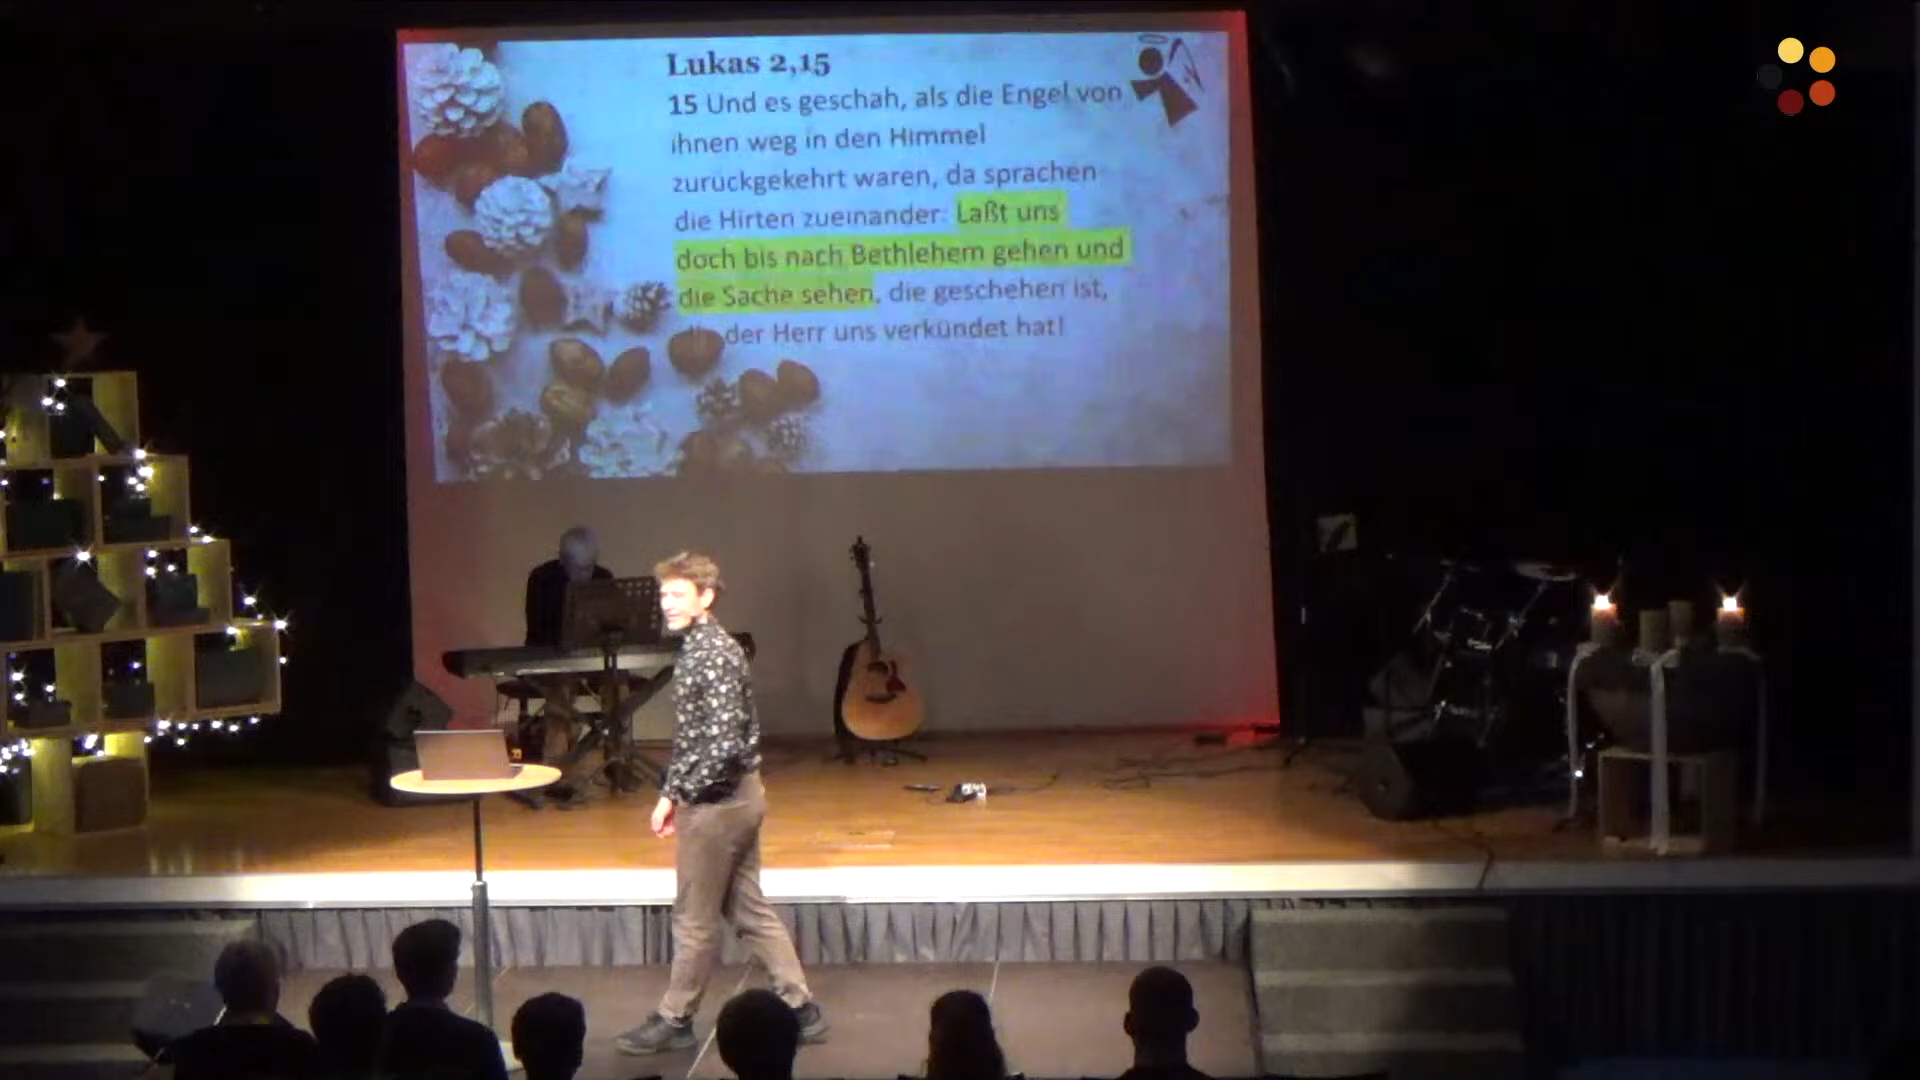 Lukas 2,15
15 Und es geschah, als die Engel von
ihnen weg in den Himmel
zurückgekehrt waren, da sprachen
die Hirten zueinander: Laßt uns
doch bis nach Bethlehem gehen und
die Sache sehen, die geschehen ist,
der Herr uns verkündet hat!